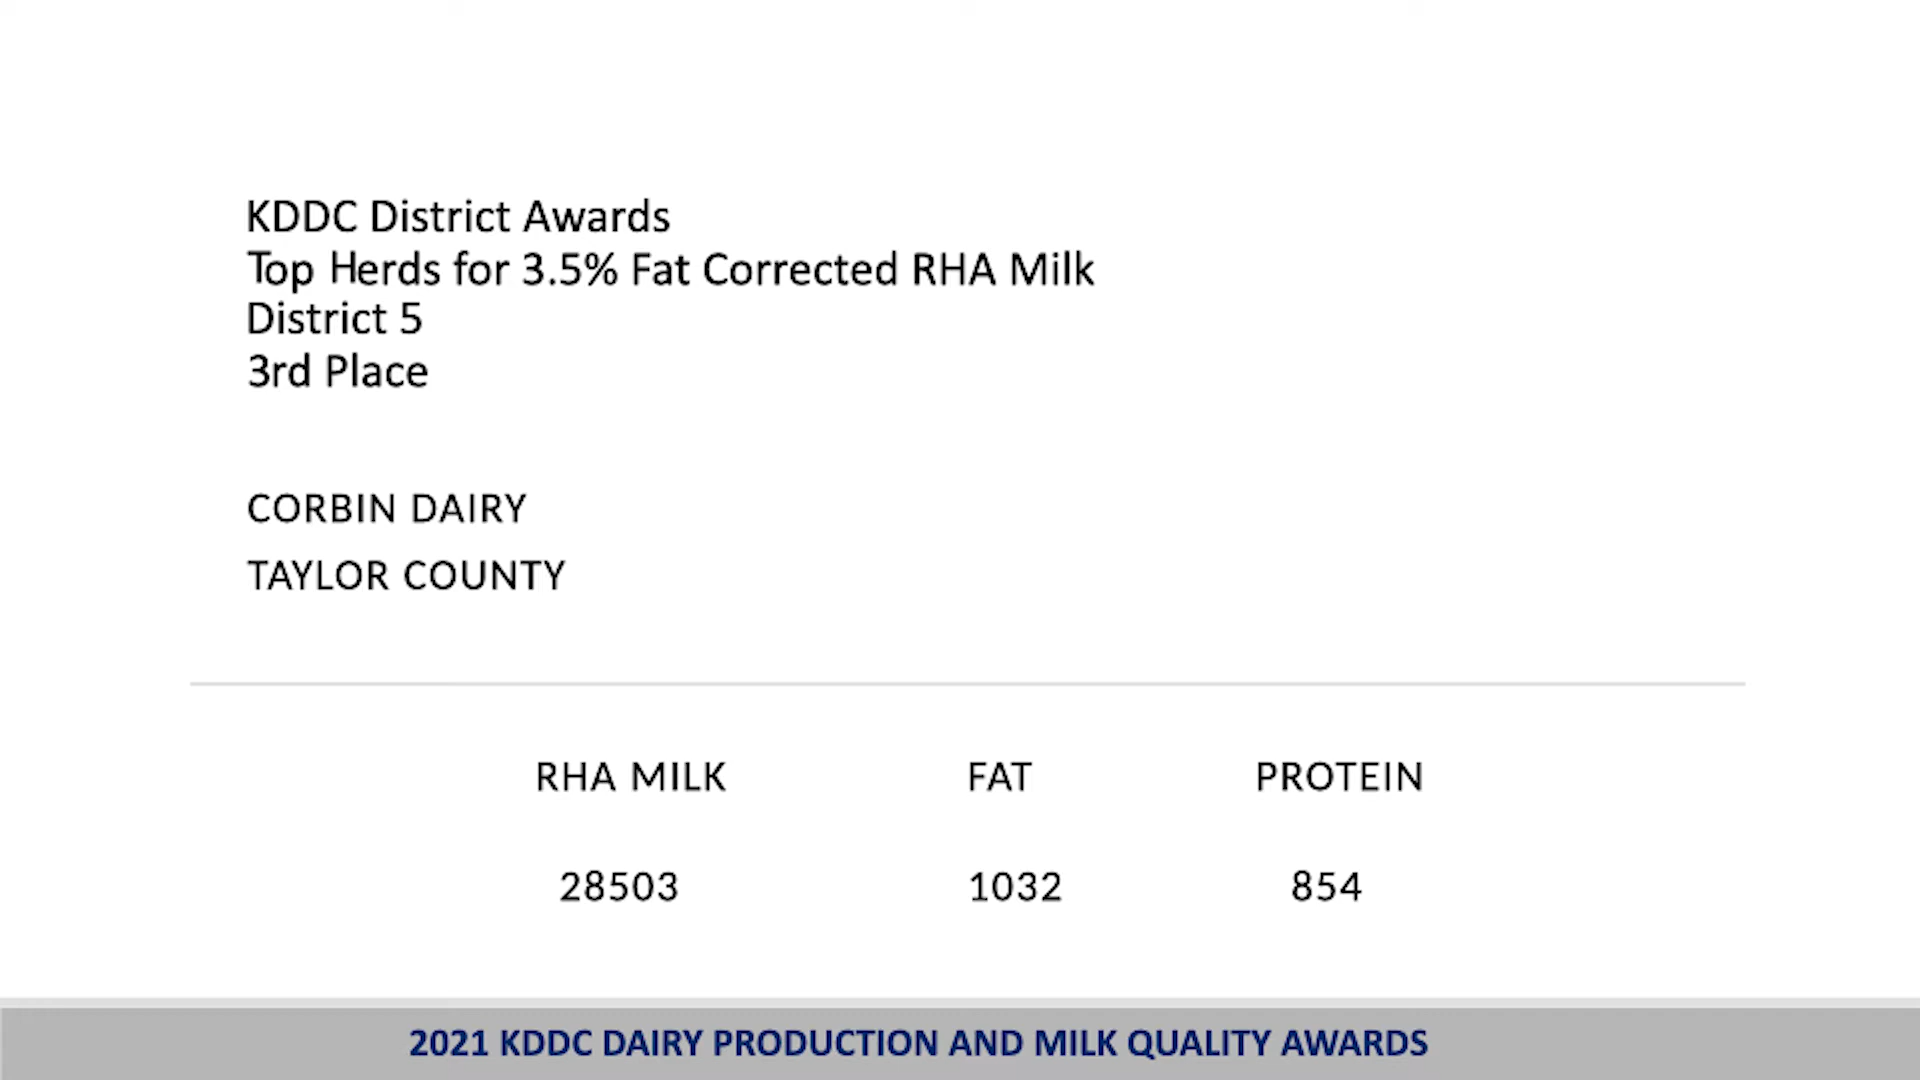 KDDC District Awards
Top Herds for 3.5% Fat Corrected RHA Milk
District 5
3rd Place
CORBIN DAIRY
TAYLOR COUNTY
RHA MILK FAT PROTEIN
28503 1032 854
2021 KDDC DAIRY PRODUCTION AND MILK QUALITY AWARDS